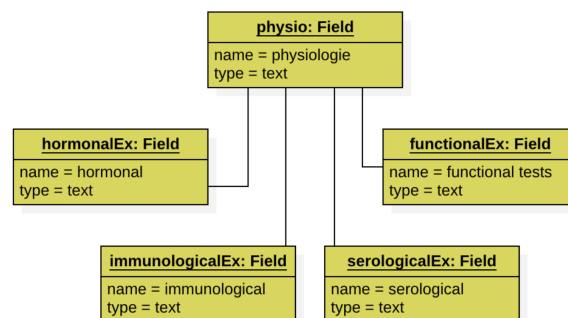 physio: Field
name = physiologie
type = text
hormonalEx: Field
name = hormonal
type = text
functionalEx: Field
name = functional tests
type = text
immunologicalEx: Field
name = immunological
type = text
serologicalEx: Field
name = serological
type = text